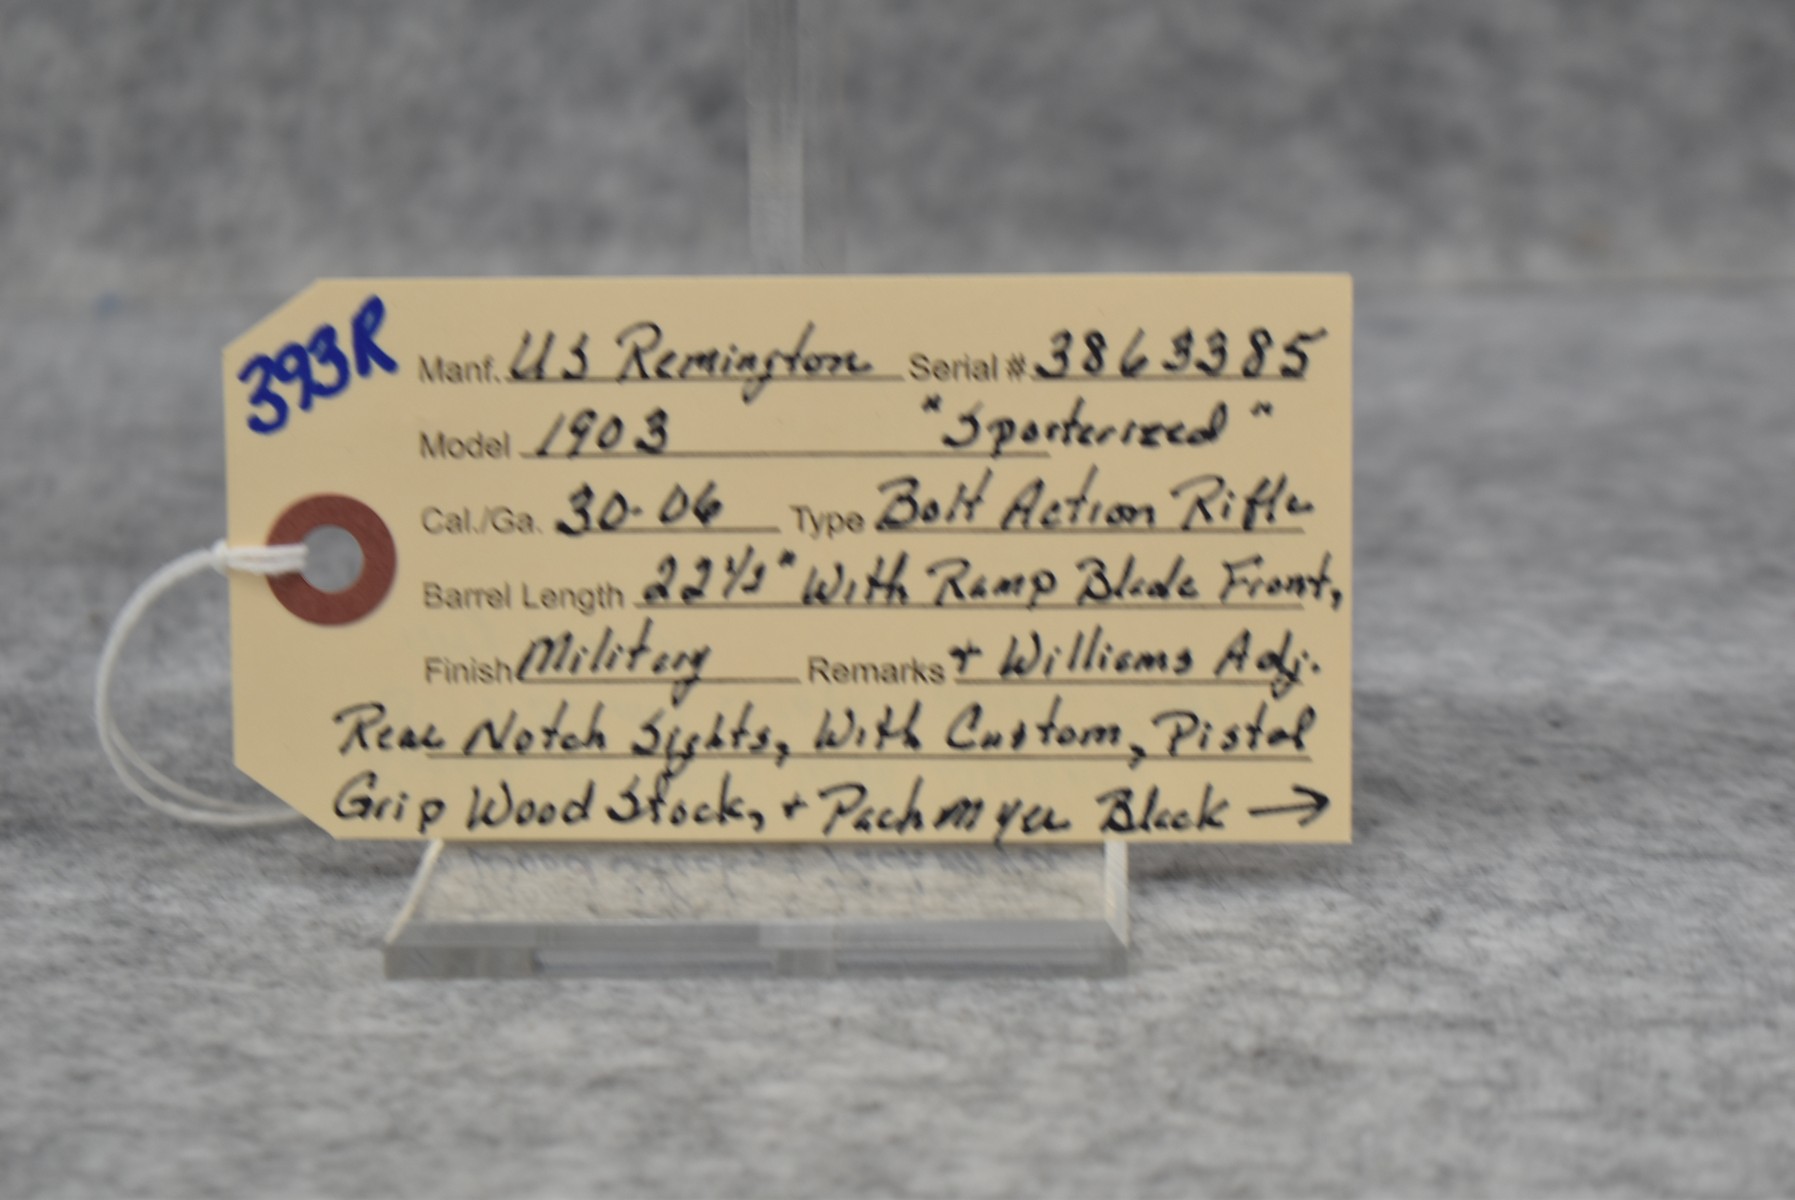 393R
Manf. US Remington Serial # 3863385
Model 1903 "Sporterized"
Cal./Ga. 30-06 Type Bolt Action Rifle
Barrel Length 22 1/2" With Ramp Blade Front,
Finish Military Remarks + Williams Adj.
Rear Notch Sights, With Custom, Pistol
Grip Wood Stock, + Pachmyer Black →